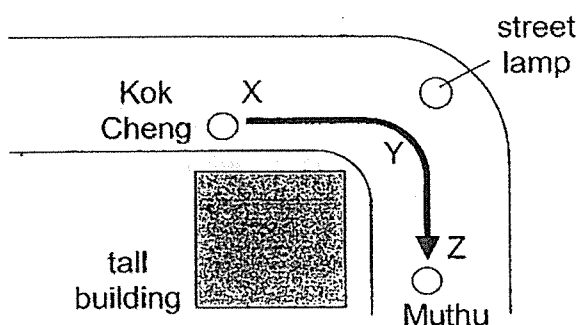 street
lamp
Kok
Cheng
X
Y
Z
tall
building
Muthu